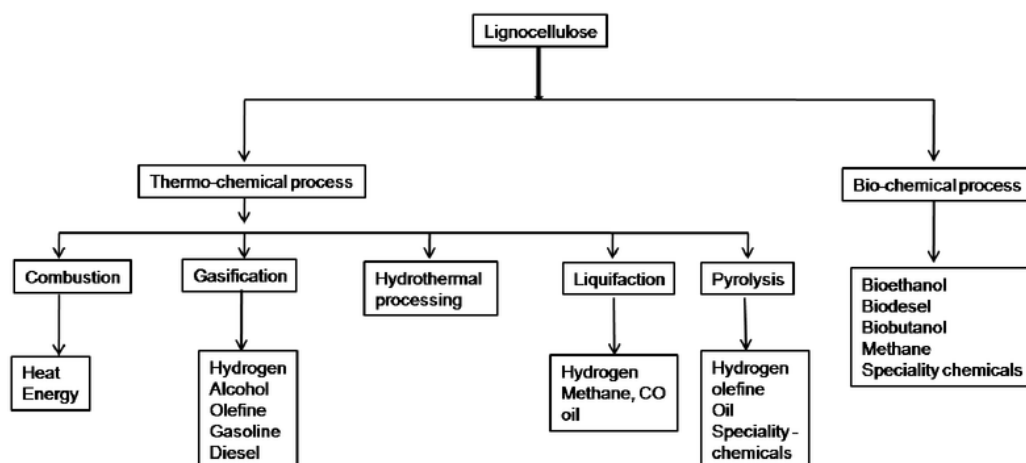 Lignocellulose
Thermo-chemical process
Bio-chemical process
Combustion
Gasification
Hydrothermal
processing
Liquifaction
Pyrolysis
Heat
Energy
Hydrogen
Alcohol
Olefine
Gasoline
Diesel
Hydrogen
Methane, CO
oil
Hydrogen
olefine
Oil
Speciality-
chemicals
Bioethanol
Biodesel
Biobutanol
Methane
Speciality chemicals